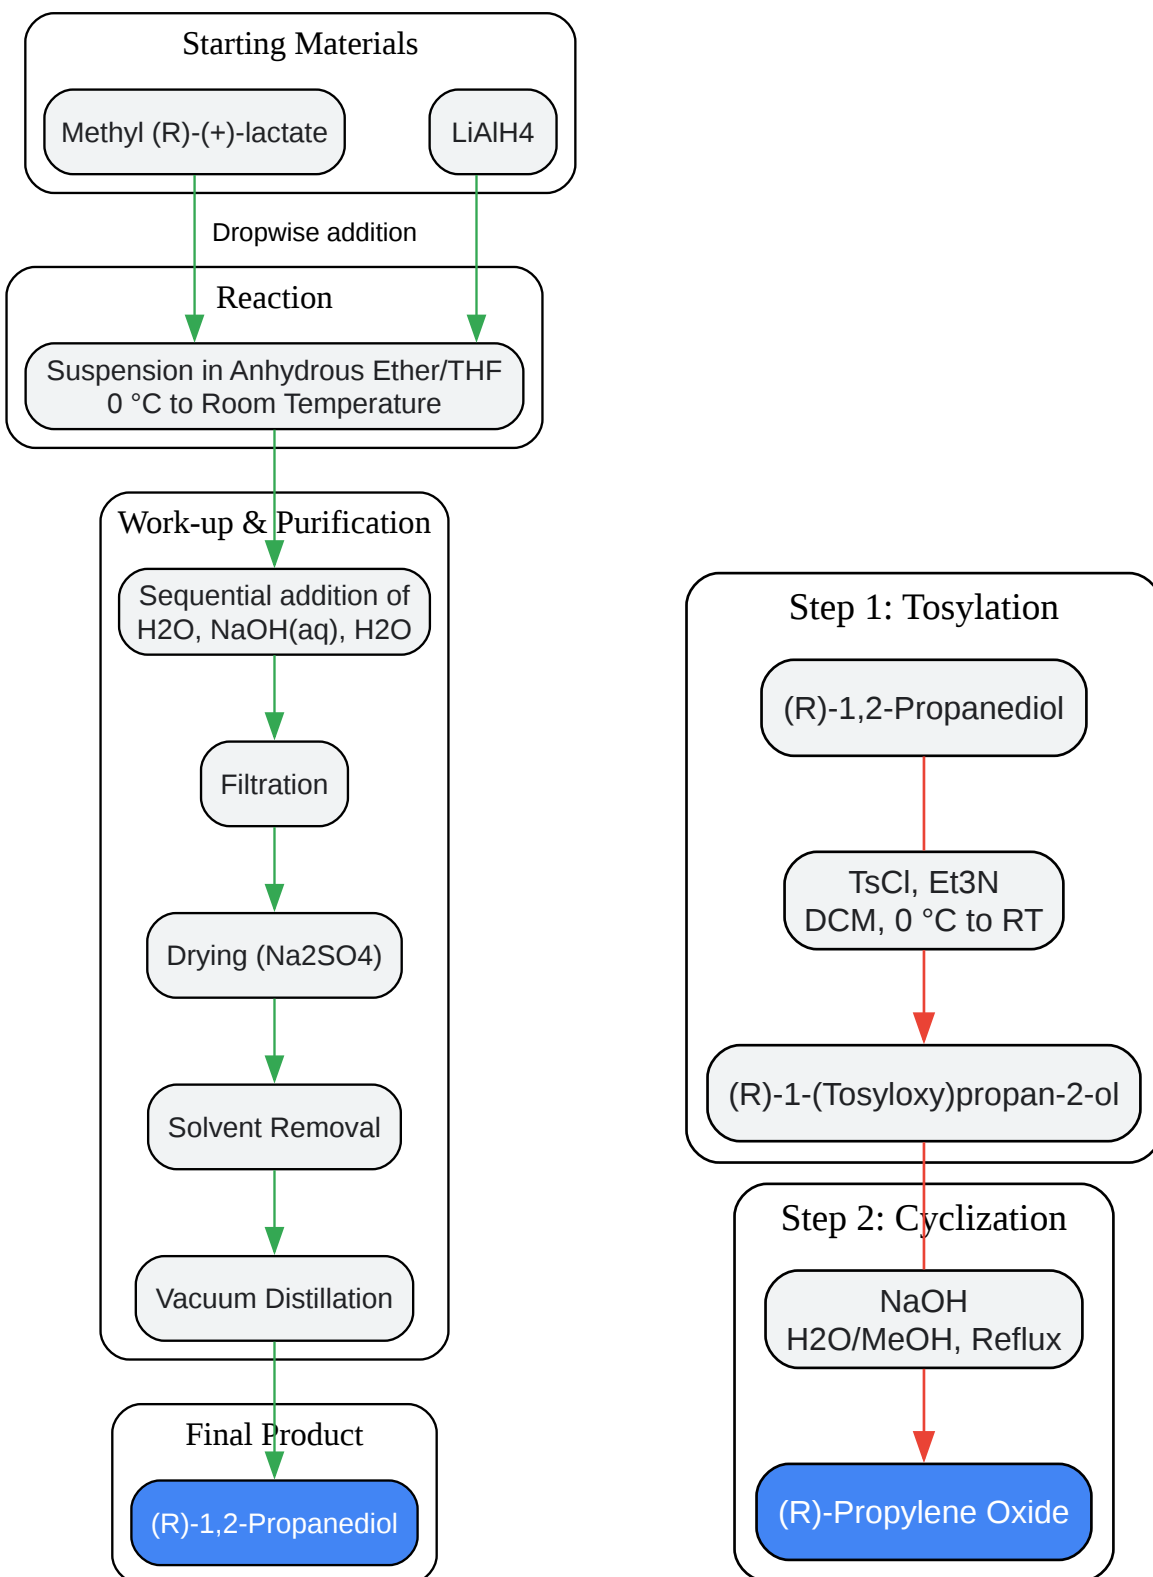 Starting Materials
Methyl (R)-(+)-lactate
LiAlH4
Dropwise addition
Reaction
Suspension in Anhydrous Ether/THF
0 °C to Room Temperature
Work-up & Purification
Sequential addition of
H2O, NaOH(aq), H2O
Filtration
Drying (Na2SO4)
Solvent Removal
Vacuum Distillation
Final Product
(R)-1,2-Propanediol
Step 1: Tosylation
(R)-1,2-Propanediol
TsCl, Et3N
DCM, 0 °C to RT
(R)-1-(Tosyloxy)propan-2-ol
Step 2: Cyclization
NaOH
H2O/MeOH, Reflux
(R)-Propylene Oxide